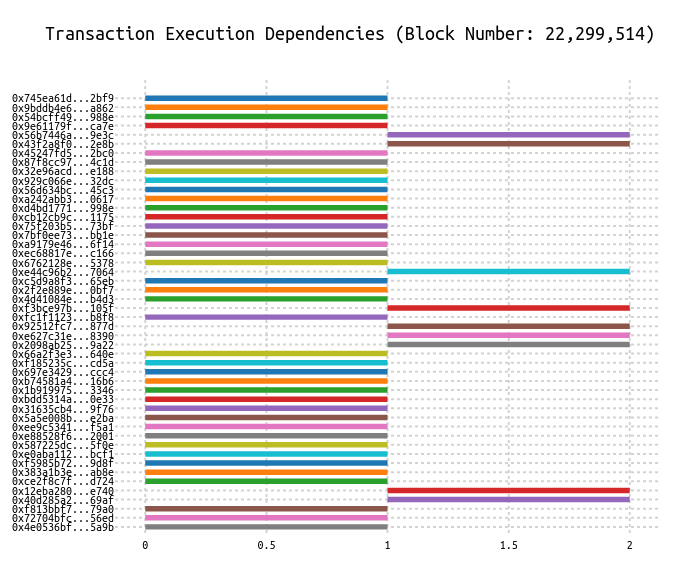 Transaction Execution Dependencies (Block Number: 22,299,514)
0x745ea61d...2bf9
0x9bddb4e6...a862
0x54bcff49...988e
0x9e61179f...ca7e
0x56b7446a...9e3c
0x43f2a8f0...2e8b
0x45247fd5...2bc0
0x87f8cc97...4c1d
0x32e96acd...e188
0x929c066e...32dc
0x56d634bc...45c3
0xa242abb3...0617
0xd4bd1771...998e
0xcb12cb9c...1175
0x75f203b5...73bf
0x7bf0ee73...bb1e
0xa9179e46...6f14
0xec68817e...c166
0x6762128e...5378
0xe44c96b2...7064
0xc5d9a8f3...65eb
0x2f2e889e...0bf7
0x4d41084e...b4d3
0xf3bce97b...105f
0xfc1f1123...b8f8
0x92512fc7...877d
0xe627c31e...8390
0x2098ab25...9a22
0x66a2f3e3...640e
0xf185235c...cd5a
0x697e3429...ccc4
0xb74581a4...16b6
0x1b919975...3346
0xbdd5314a...0e33
0x31635cb4...9f76
0x5a5e008b...e2ba
0xee9c5341...f5a1
0xe88528f6...2001
0x587225dc...5f0e
0xe0aba112...bcf1
0xf5985b72...9d8f
0x383a1b3e...ab8e
0xce2f8c7f...d724
0x12eba280...e740
0x40d285a2...69af
0xf813bbf7...79a0
0x72704bfc...56ed
0x4e0536bf...5a9b
0 0.5 1 1.5 2